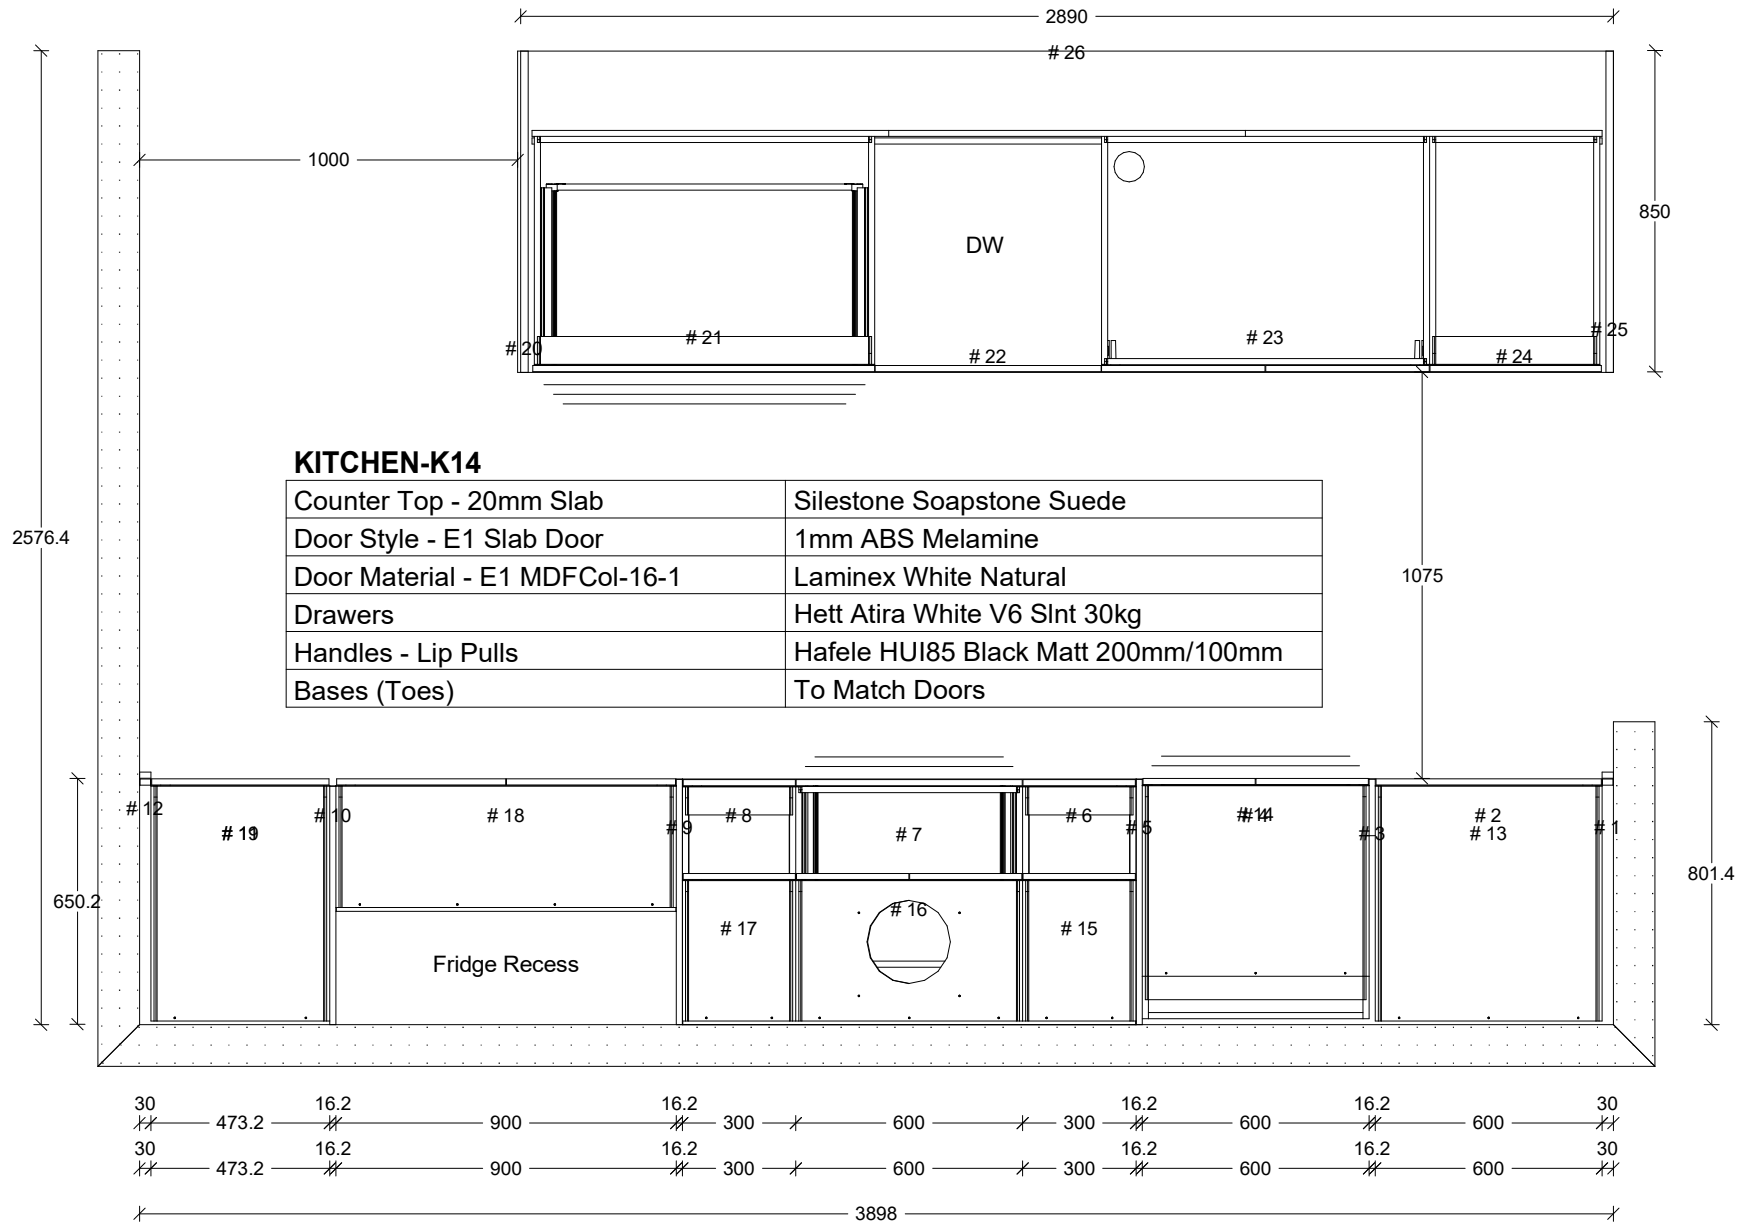 2890
# 26
1000
850
DW
# 20
# 21
# 22
# 23
# 24
# 25
KITCHEN-K14
Counter Top - 20mm Slab Silestone Soapstone Suede
Door Style - E1 Slab Door 1mm ABS Melamine
Door Material - E1 MDFCol-16-1 Laminex White Natural
Drawers Hett Atira White V6 Slnt 30kg
Handles - Lip Pulls Hafele HUI85 Black Matt 200mm/100mm
Bases (Toes) To Match Doors
2576.4
1075
# 12
# 10
# 18
# 9
# 8
# 7
# 6
# 5
# 14
# 3
# 2
# 13
# 1
# 19
650.2
801.4
# 17
# 16
# 15
Fridge Recess
30 16.2 16.2 16.2 16.2 30
473.2 900 300 600 300 600 600
30 16.2 16.2 16.2 16.2 30
473.2 900 300 600 300 600 600
3898